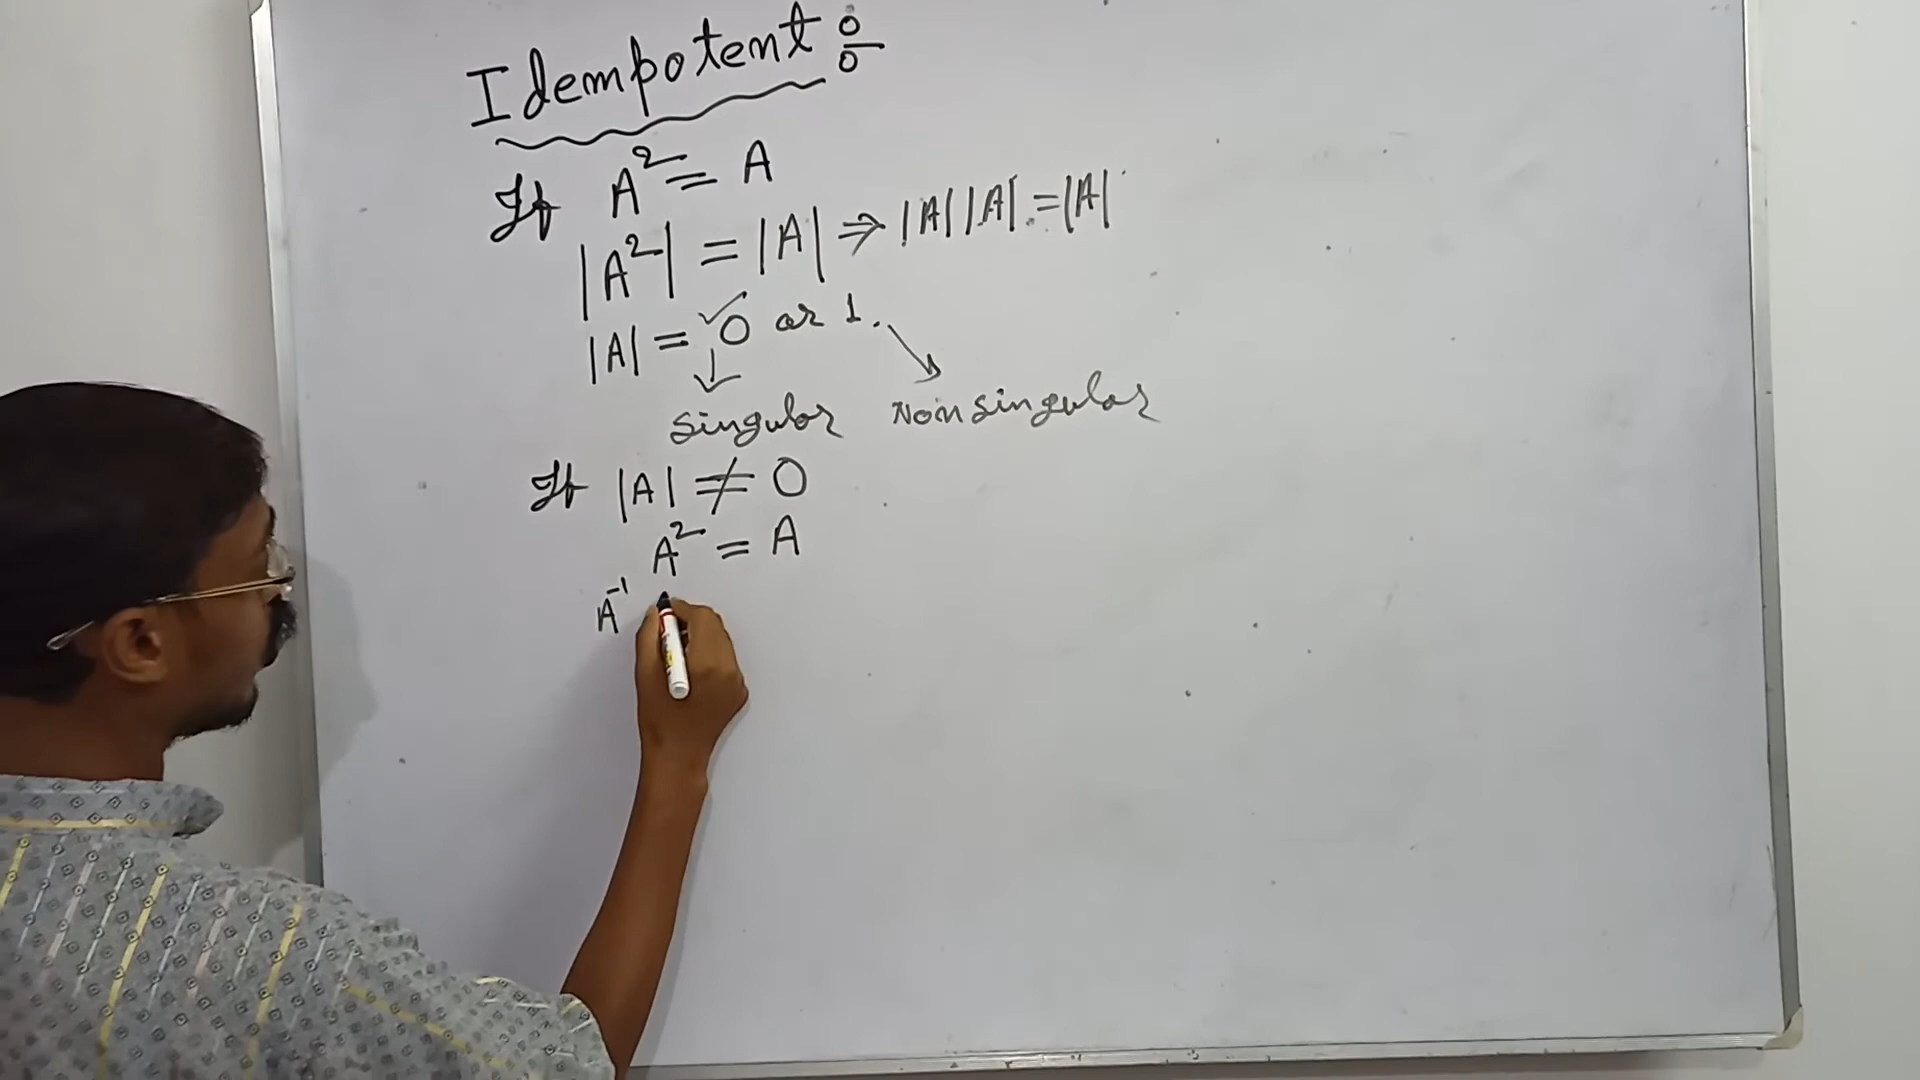 Idempotent :-
If A² = A
|A²| = |A| ⇒ |A| |A| = |A|
|A| = 0 or 1.
Singular Non singular
If |A| ≠ 0
A² = A
A⁻¹